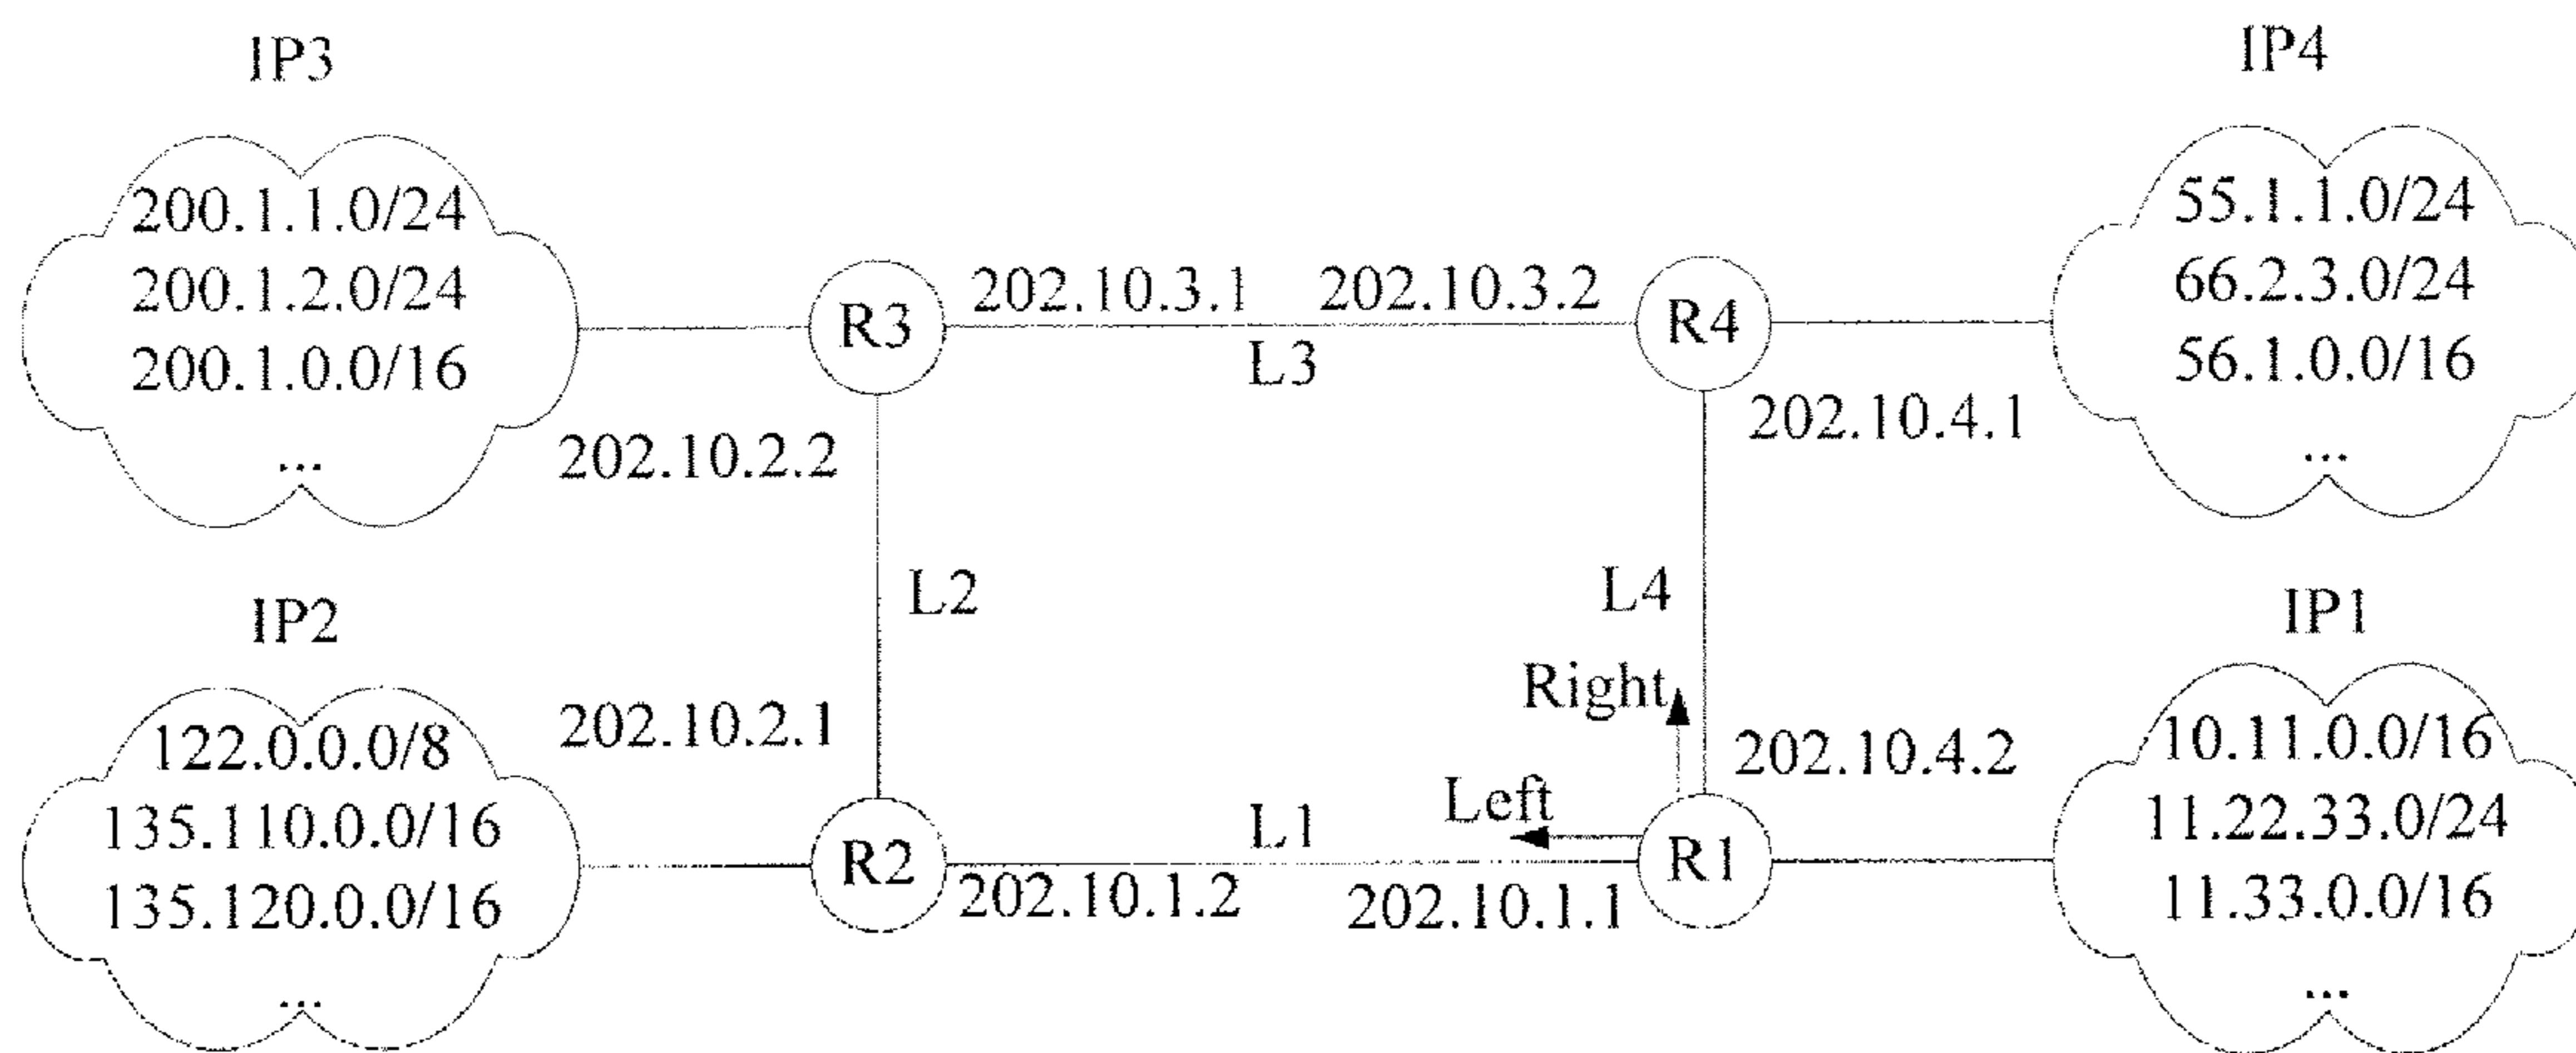 IP3
IP4
200.1.1.0/24
200.1.2.0/24
200.1.0.0/16
...
55.1.1.0/24
66.2.3.0/24
56.1.0.0/16
...
R3
202.10.3.1
202.10.3.2
R4
L3
202.10.4.1
202.10.2.2
L2
L4
IP2
IP1
122.0.0.0/8
135.110.0.0/16
135.120.0.0/16
...
202.10.2.1
Right
202.10.4.2
10.11.0.0/16
11.22.33.0/24
11.33.0.0/16
...
Left
L1
R2
R1
202.10.1.2
202.10.1.1